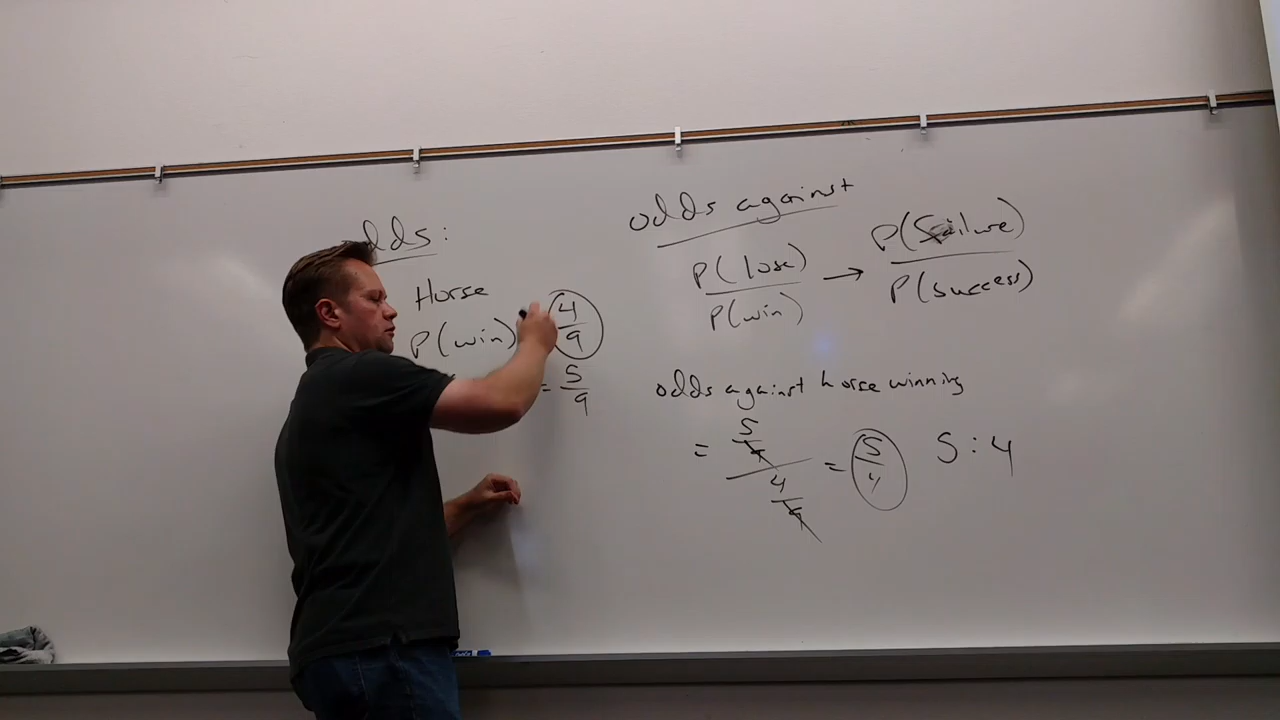 odds:
Horse
P(win) 4/9
= 5/9
odds against
P(lose)/P(win) → P(Failure)/P(success)
odds against horse winning
= 5/9 / 4/9 = 5/4 5:4